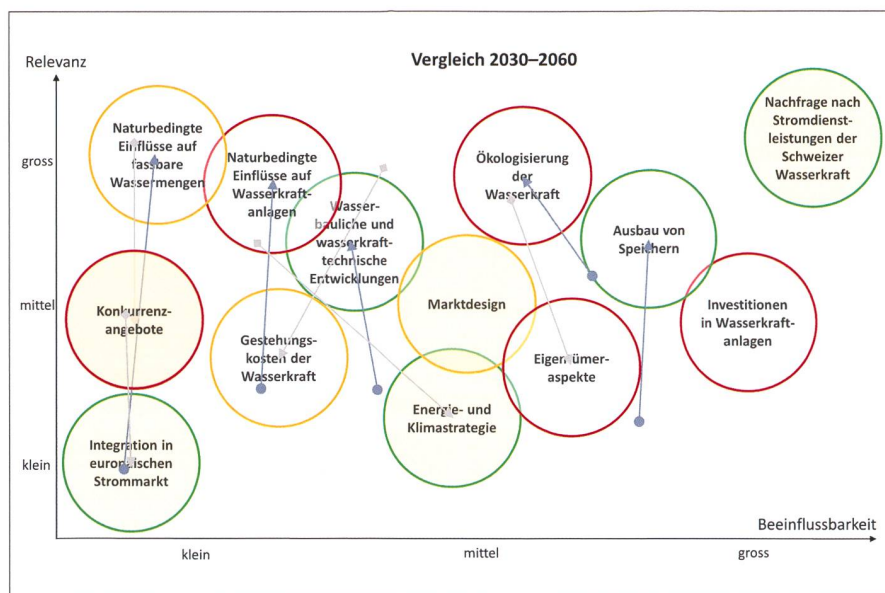 Vergleich 2030–2060
Relevanz
gross
mittel
klein
Naturbedingte
Einflüsse auf
fassbare
Wassermengen
Naturbedingte
Einflüsse auf
Wasserkraft-
anlagen
Wasser-
bauliche und
wasserkraft-
technische
Entwicklungen
Ökologisierung
der
Wasserkraft
Nachfrage nach
Stromdienst-
leistungen der
Schweizer
Wasserkraft
Ausbau von
Speichern
Konkurrenz-
angebote
Gestehungs-
kosten der
Wasserkraft
Marktdesign
Investitionen
in Wasserkraft-
anlagen
Eigentümer-
aspekte
Energie- und
Klimastrategie
Integration in
europäischen
Strommarkt
Beeinflussbarkeit
klein
mittel
gross